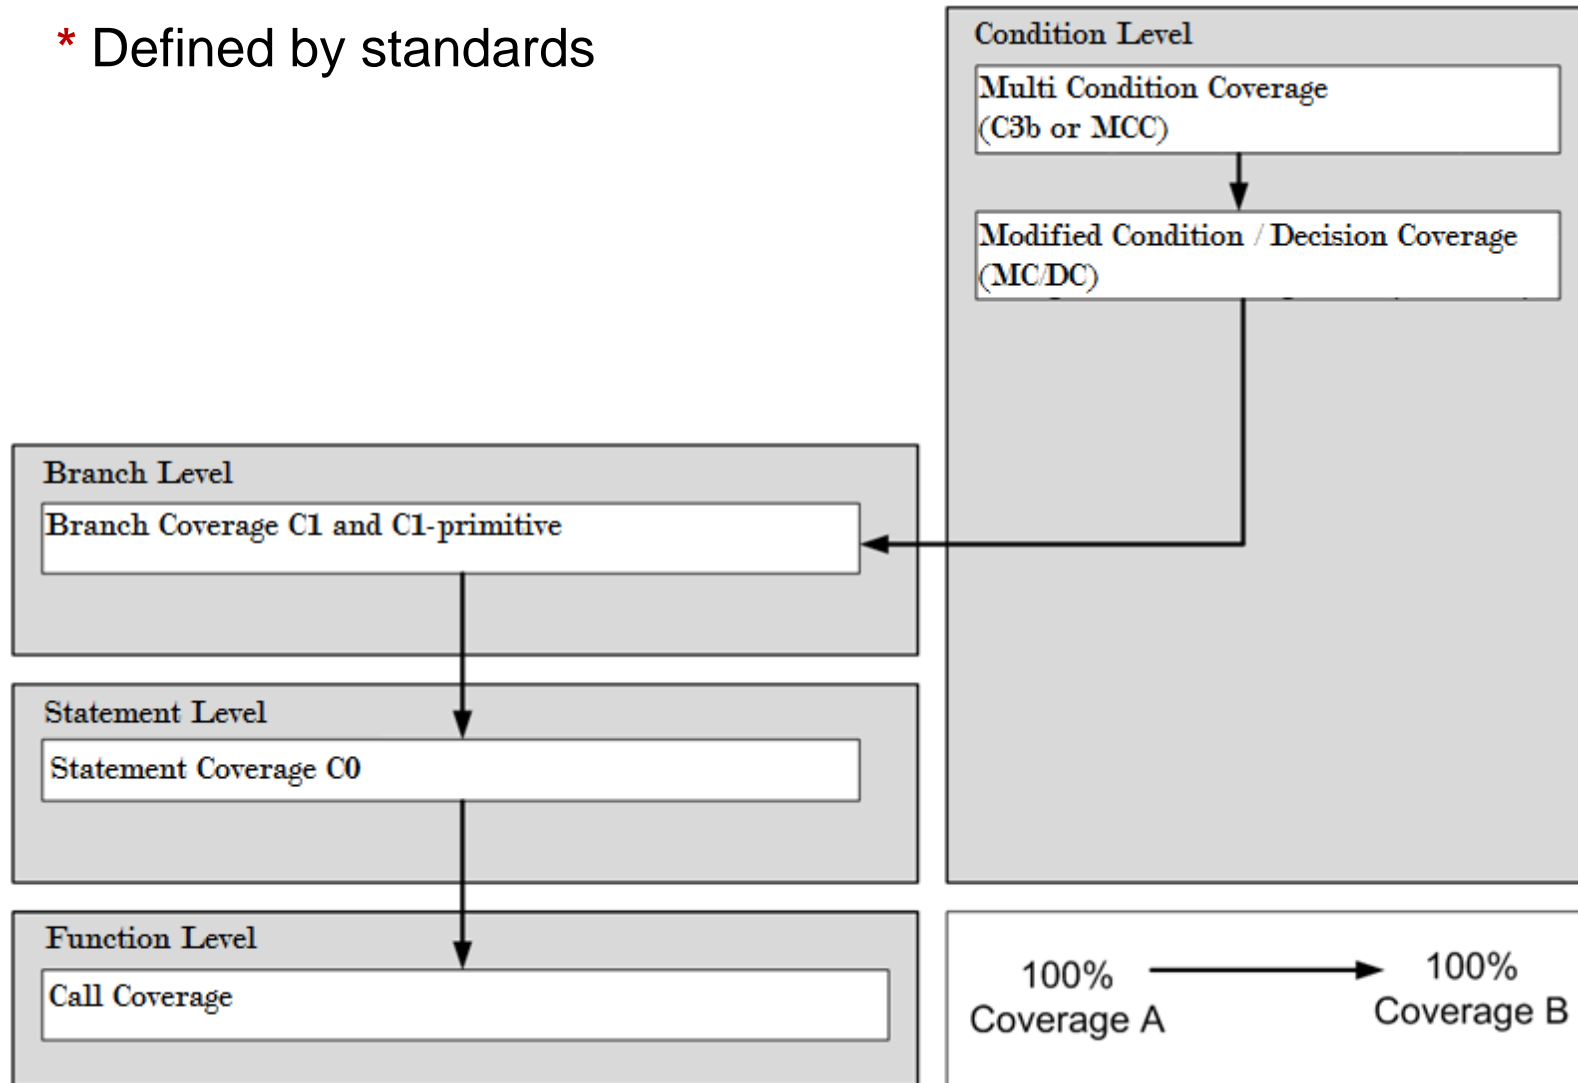 * Defined by standards
Condition Level
Multi Condition Coverage
(C3b or MCC)
Modified Condition / Decision Coverage
(MC/DC)
Branch Level
Branch Coverage C1 and C1-primitive
Statement Level
Statement Coverage C0
Function Level
Call Coverage
100%
Coverage A
100%
Coverage B